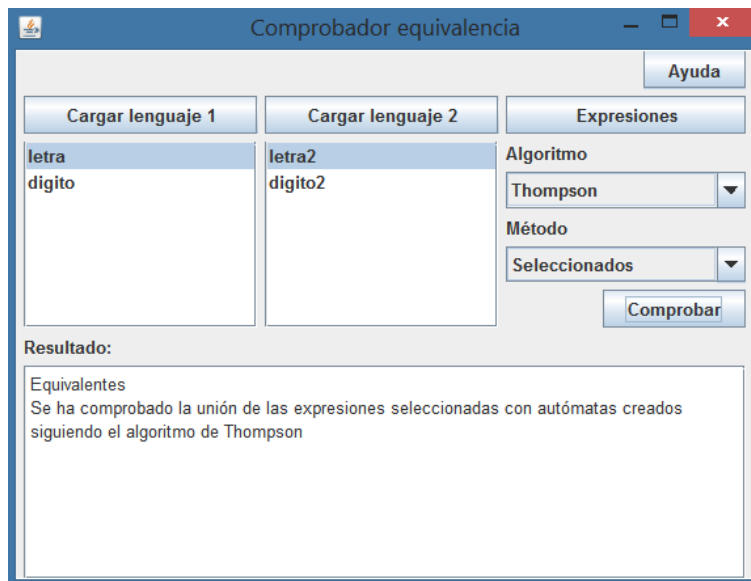 Comprobador equivalencia
Ayuda
Cargar lenguaje 1
Cargar lenguaje 2
Expresiones
letra
digito
letra2
digito2
Algoritmo
Thompson
Método
Seleccionados
Comprobar
Resultado:
Equivalentes
Se ha comprobado la unión de las expresiones seleccionadas con autómatas creados
siguiendo el algoritmo de Thompson